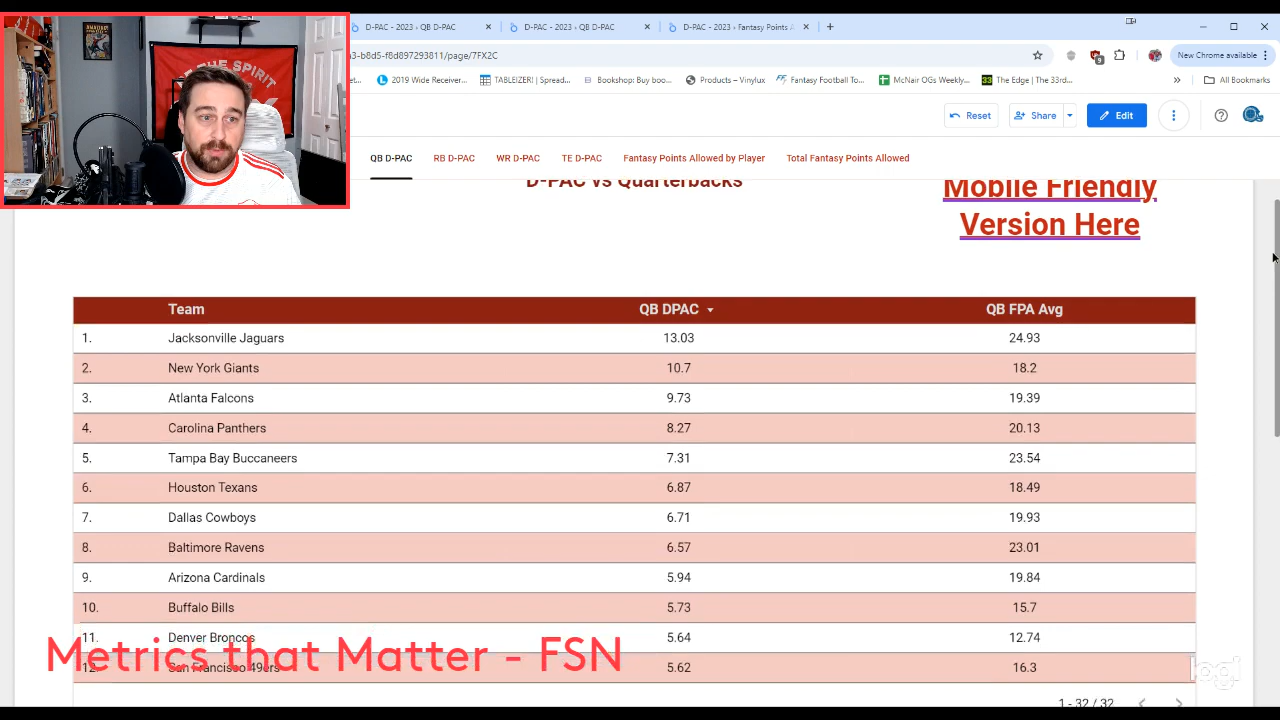 D-PAC - 2023 › QB D-PAC
D-PAC - 2023 › QB D-PAC
D-PAC - 2023 › Fantasy Points A
b3-b8d5-f8d897293811/page/7FX2C
New Chrome available
2019 Wide Receiver...
TABLEIZER! | Spread...
Bookshop: Buy boo...
Products – Vinylux
Fantasy Football To...
McNair OGs Weekly...
The Edge | The 33rd...
All Bookmarks
THE SPIRIT
Reset
Share
Edit
QB D-PAC
RB D-PAC
WR D-PAC
TE D-PAC
Fantasy Points Allowed by Player
Total Fantasy Points Allowed
D-PAC vs Quarterbacks
Mobile Friendly
Version Here
Team QB DPAC QB FPA Avg
1. Jacksonville Jaguars 13.03 24.93
2. New York Giants 10.7 18.2
3. Atlanta Falcons 9.73 19.39
4. Carolina Panthers 8.27 20.13
5. Tampa Bay Buccaneers 7.31 23.54
6. Houston Texans 6.87 18.49
7. Dallas Cowboys 6.71 19.93
8. Baltimore Ravens 6.57 23.01
9. Arizona Cardinals 5.94 19.84
10. Buffalo Bills 5.73 15.7
11. Denver Broncos 5.64 12.74
12. San Francisco 49ers 5.62 16.3
Metrics that Matter - FSN
1 - 32 / 32
logi